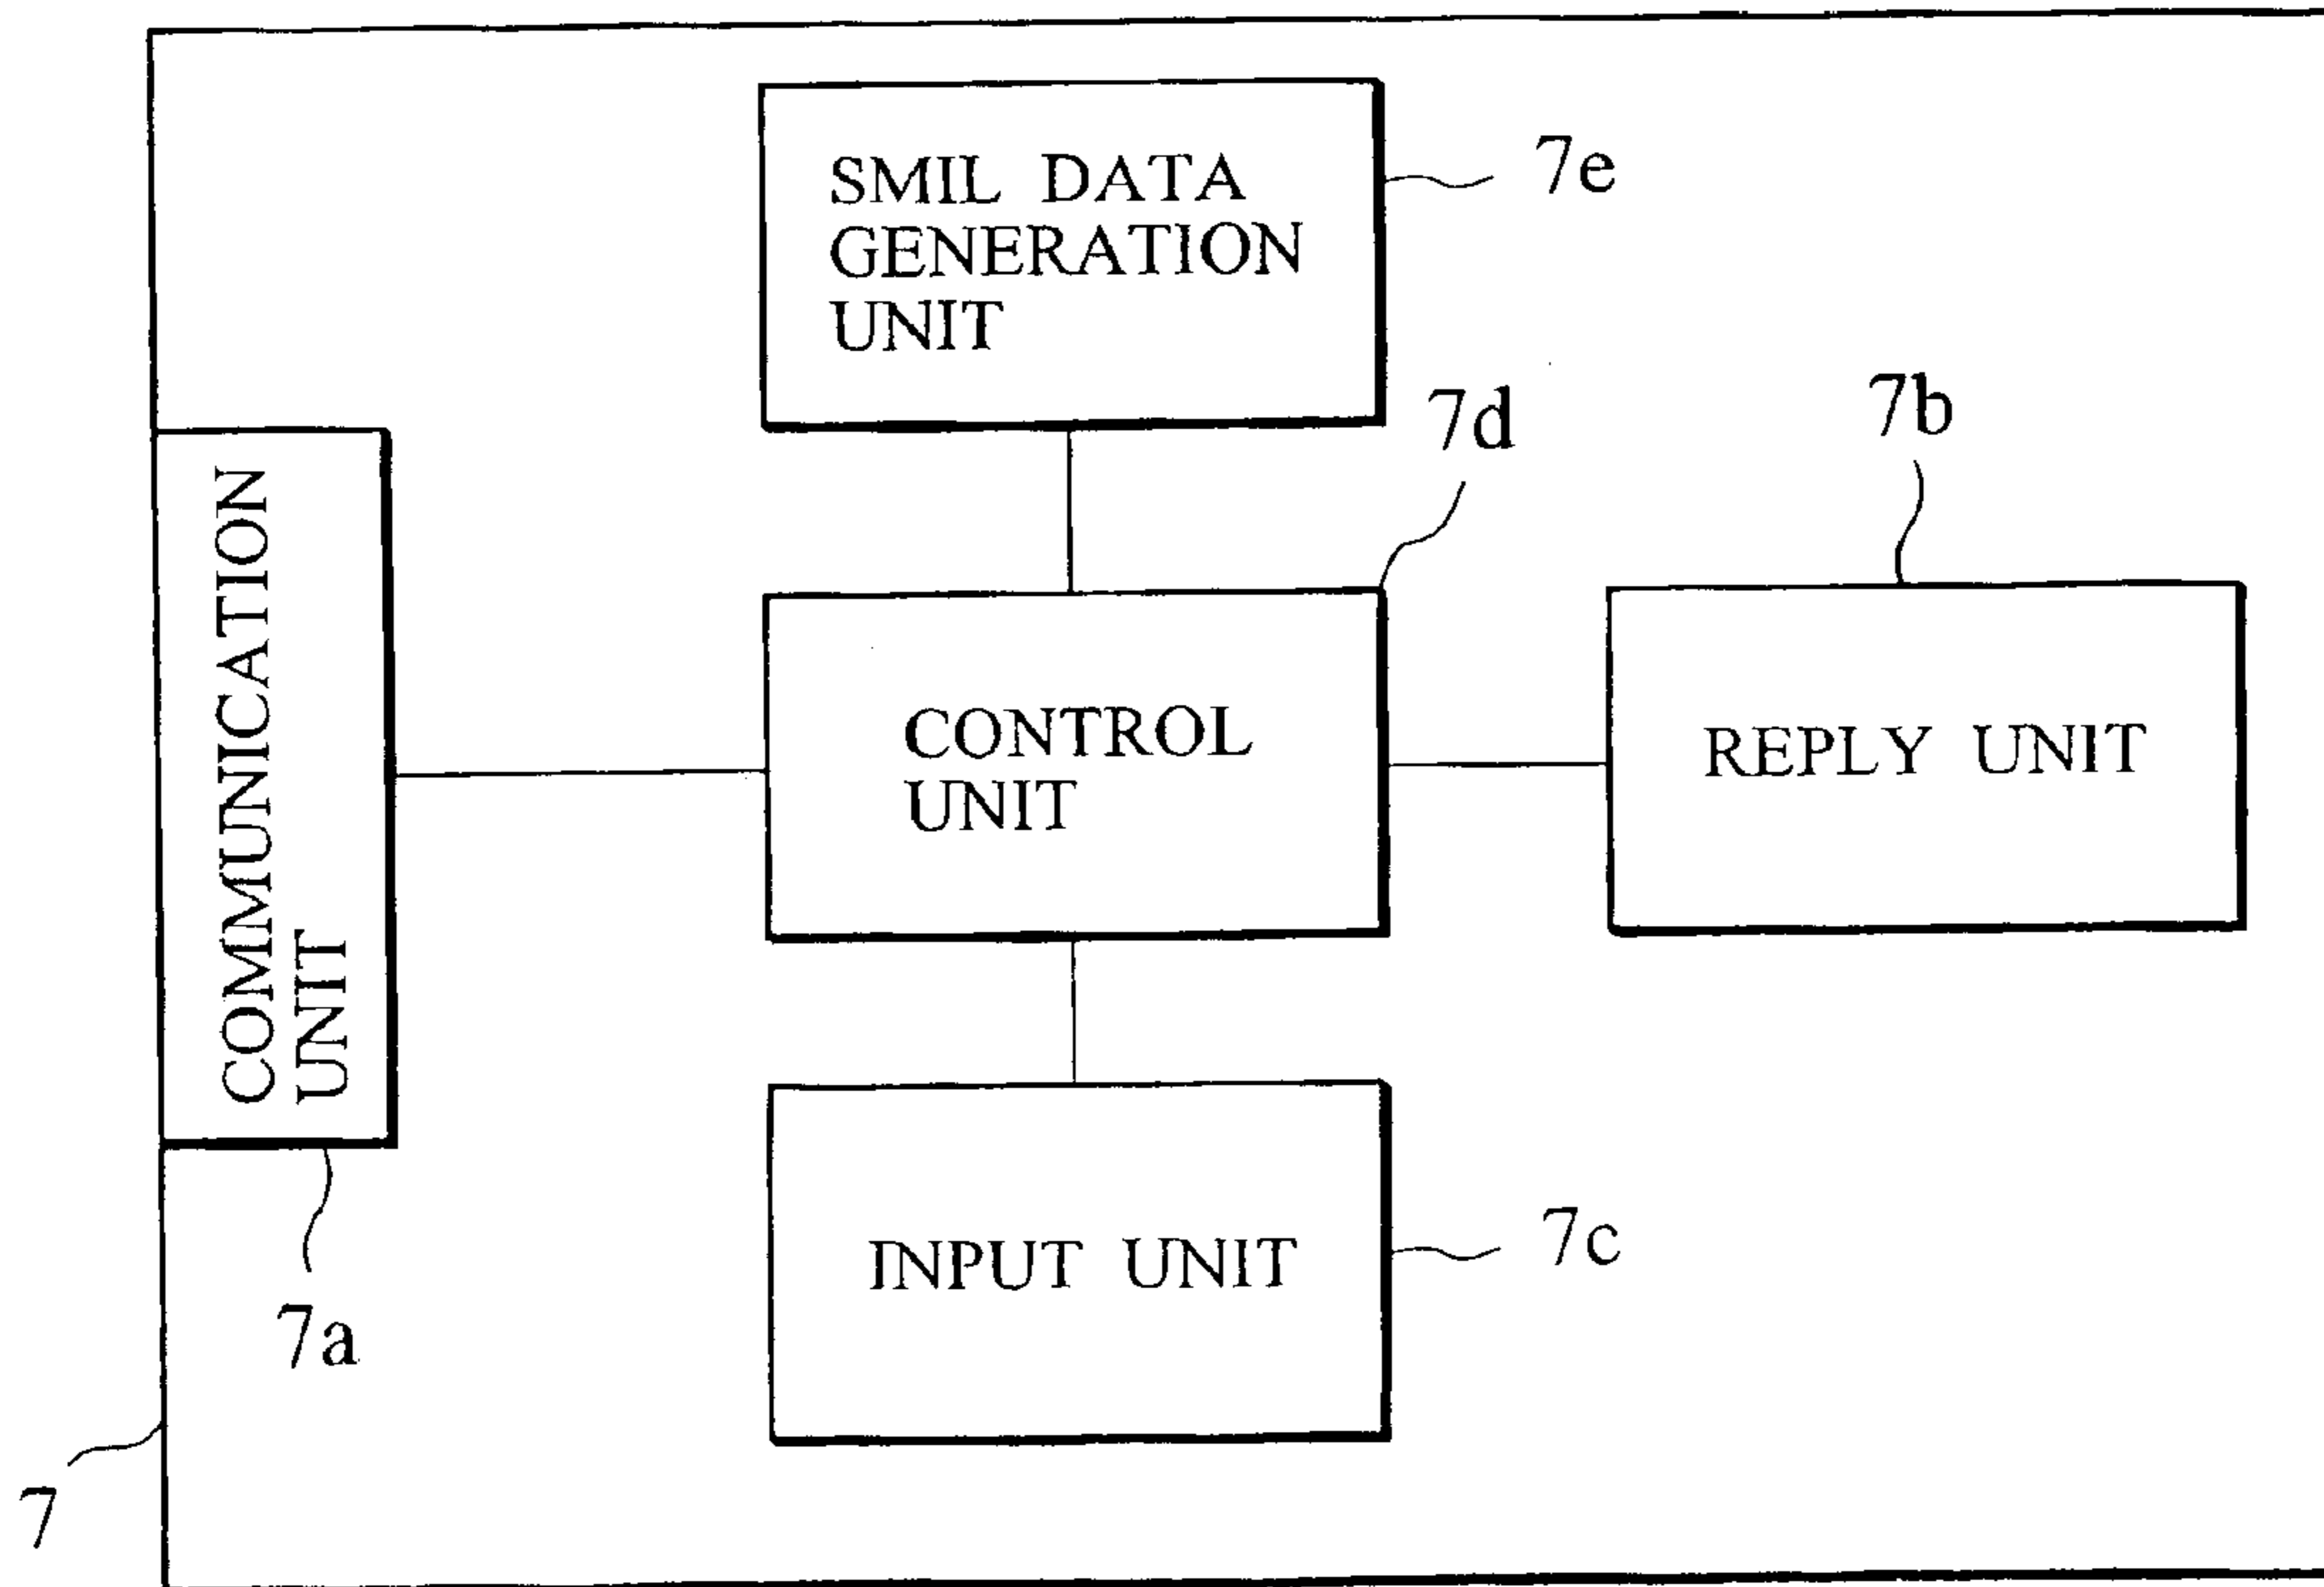 SMIL DATA
GENERATION
UNIT
7e
7d
7b
COMMUNICATION
UNIT
CONTROL
UNIT
REPLY UNIT
INPUT UNIT
7c
7a
7